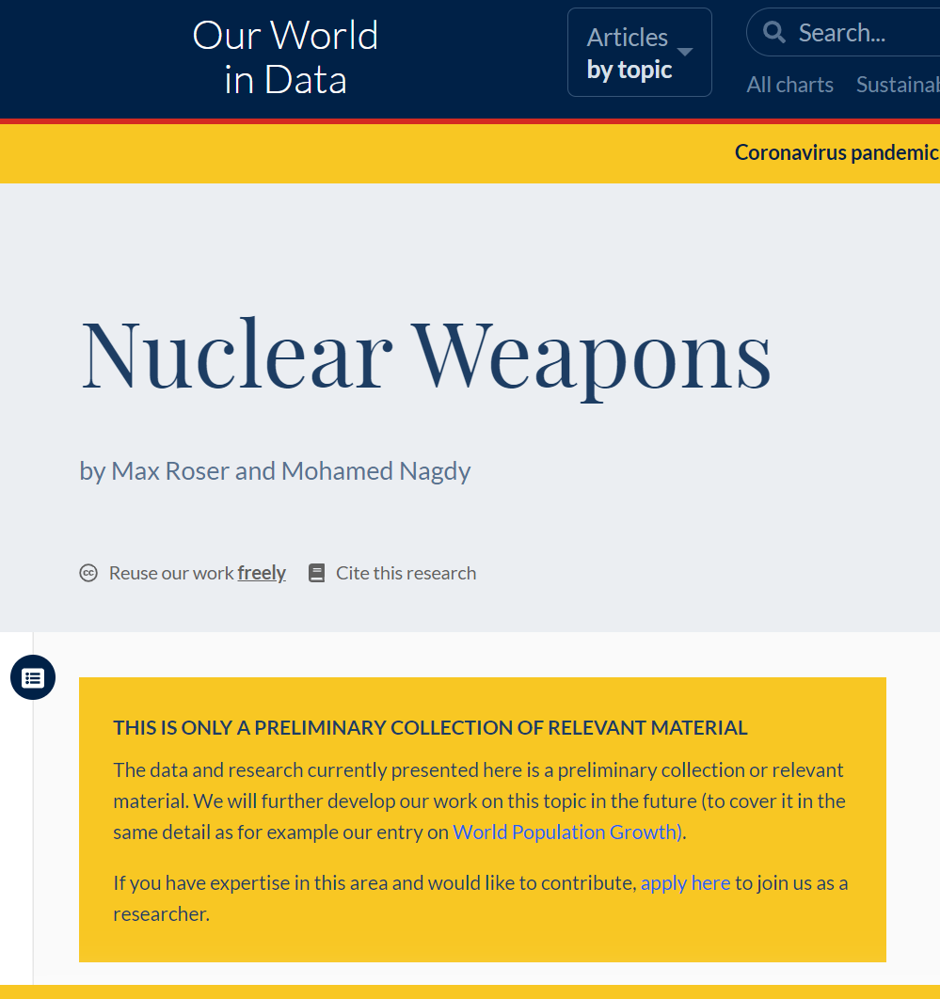 Our World
in Data
Articles
by topic
Search...
All charts Sustainab
Coronavirus pandemic
Nuclear Weapons
by Max Roser and Mohamed Nagdy
cc Reuse our work freely Cite this research
THIS IS ONLY A PRELIMINARY COLLECTION OF RELEVANT MATERIAL
The data and research currently presented here is a preliminary collection or relevant
material. We will further develop our work on this topic in the future (to cover it in the
same detail as for example our entry on World Population Growth).
If you have expertise in this area and would like to contribute, apply here to join us as a
researcher.